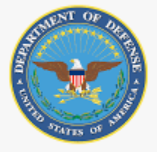 DEPARTMENT OF DEFENSE
UNITED STATES OF AMERICA